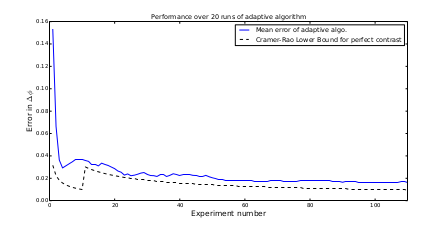 Performance over 20 runs of adaptive algorithm
Mean error of adaptive algo.
Cramer-Rao Lower Bound for perfect contrast
Error in Δϕ
0.16
0.14
0.12
0.10
0.08
0.06
0.04
0.02
0.00
0 20 40 60 80 100
Experiment number